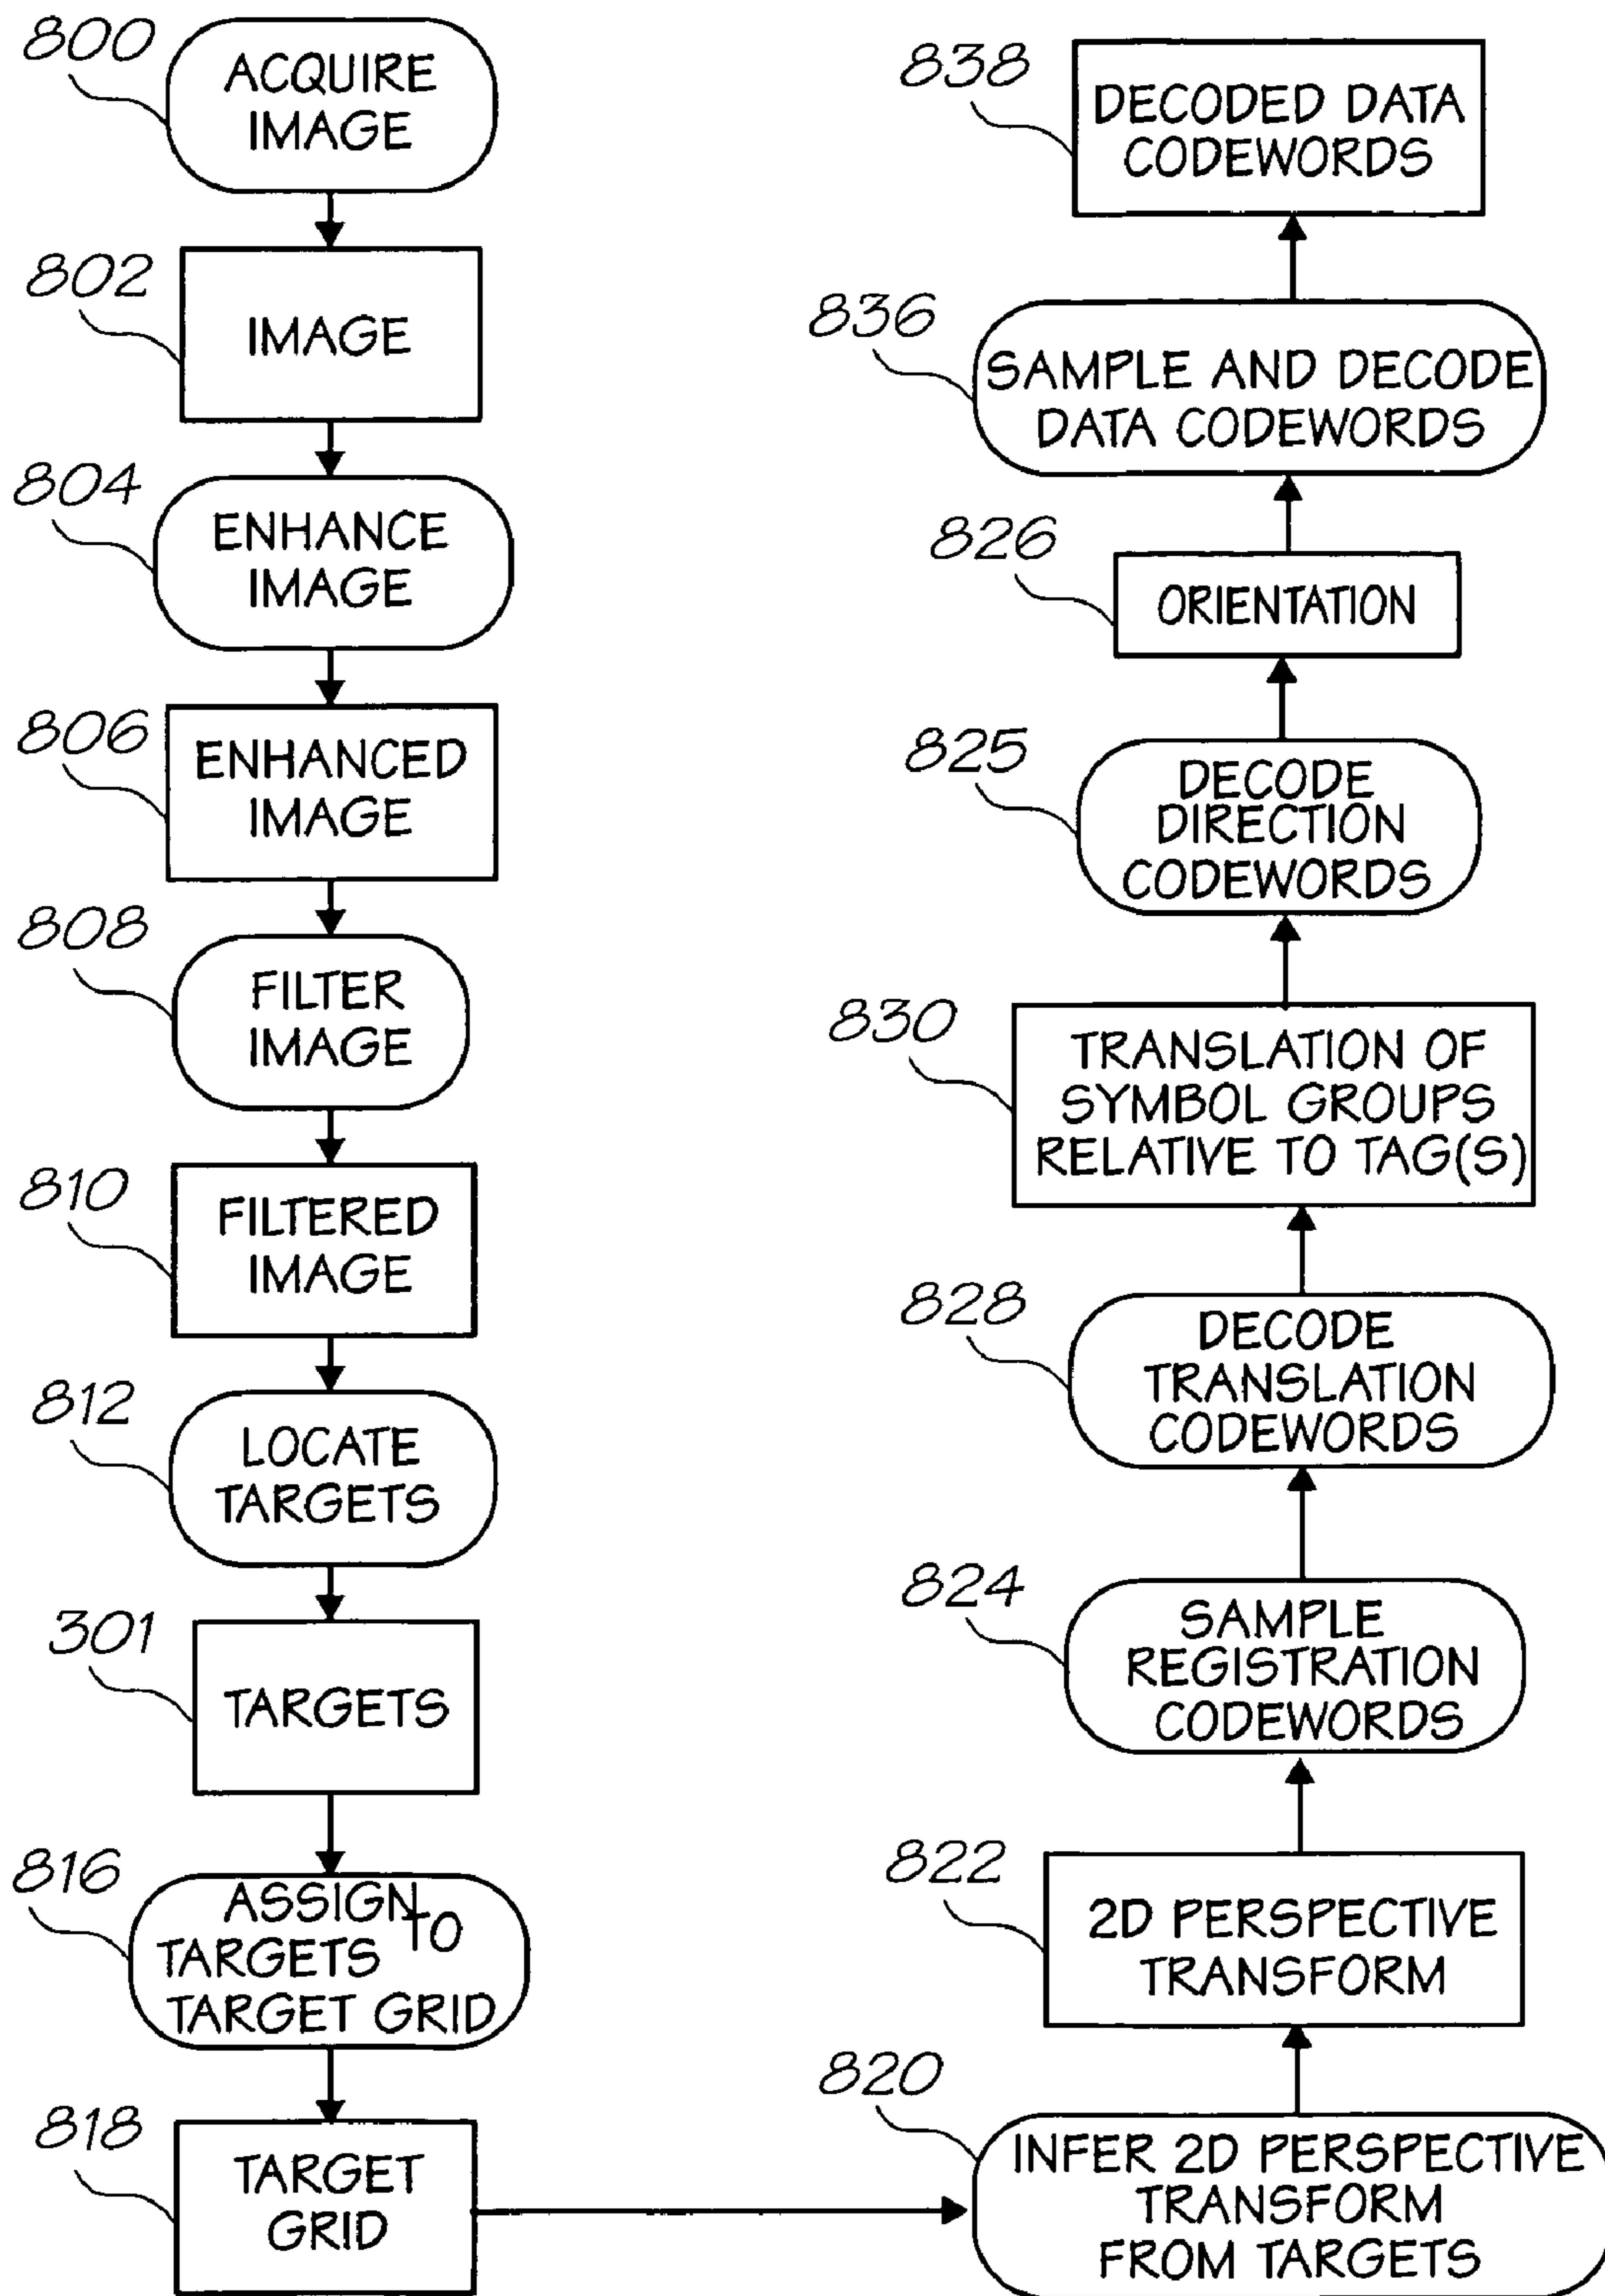 800
ACQUIRE
IMAGE
802
IMAGE
804
ENHANCE
IMAGE
806
ENHANCED
IMAGE
808
FILTER
IMAGE
810
FILTERED
IMAGE
812
LOCATE
TARGETS
301
TARGETS
816
ASSIGN
TARGETS TO
TARGET GRID
818
TARGET
GRID
838
DECODED DATA
CODEWORDS
836
SAMPLE AND DECODE
DATA CODEWORDS
826
ORIENTATION
825
DECODE
DIRECTION
CODEWORDS
830
TRANSLATION OF
SYMBOL GROUPS
RELATIVE TO TAG(S)
828
DECODE
TRANSLATION
CODEWORDS
824
SAMPLE
REGISTRATION
CODEWORDS
822
2D PERSPECTIVE
TRANSFORM
820
INFER 2D PERSPECTIVE
TRANSFORM
FROM TARGETS